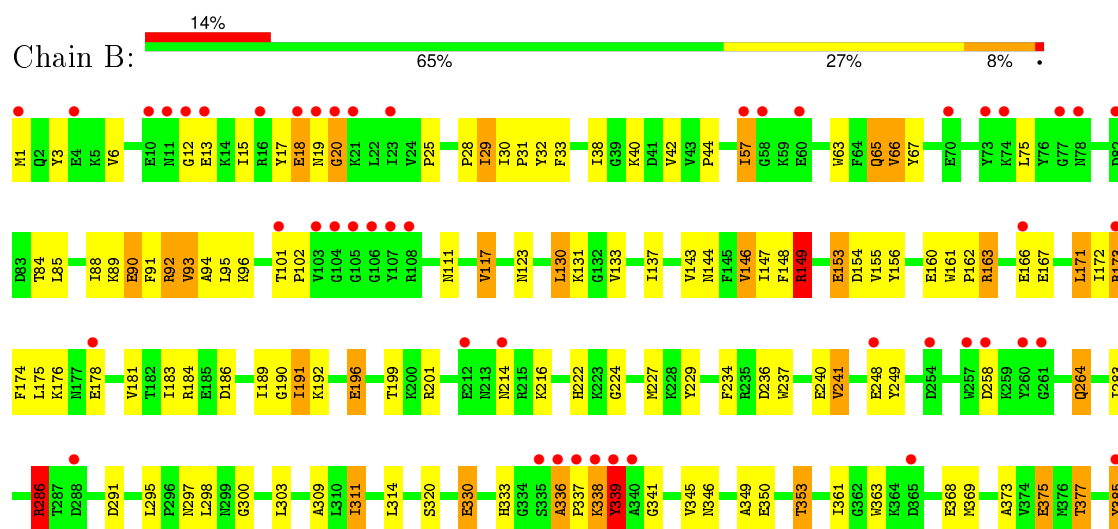 14%
Chain B:
65% 27% 8% •
M1 Q2 Y3 E4 K5 V6 E10 N11 G12 E13 K14 I15 R16 Y17 E18 N19 G20 K21 L22 I23 V24 P25 P28 I29 I30 P31 Y32 F33 I38 G39 K40 D41 V42 V43 P44 I57 G58 K59 E60 W63 F64 Q65 V66 Y67 E70 Y73 K74 L75 Y76 G77 N78
D83 T84 L85 I88 K89 E90 F91 R92 V93 A94 L95 K96 T101 P102 V103 G104 G105 G106 Y107 R108 N111 V117 N123 L130 K131 G132 V133 I137 V143 N144 F145 V146 I147 F148 R149 E153 D154 V155 Y156 E160 W161 P162 R163 E166 E167 L171 I172
F174 L175 K176 N177 E178 V181 T182 I183 R184 E185 D186 I189 G190 I191 K192 E196 T199 K200 R201 E212 N213 N214 R215 K216 H222 K223 G224 M227 K228 Y229 F234 R235 D236 W237 E240 V241 E248 Y249 D254 W257 D258 K259 Y260 G261 Q264
R286 T287 D288 D291 L295 P296 N297 L298 N299 G300 L303 A309 L310 I311 L314 S320 E330 H333 G334 S335 A336 P337 K338 Y339 A340 G341 V345 N346 A349 E350 T353 I361 G362 W363 K364 D365 E368 M369 A373 V374 E375 M376 T377